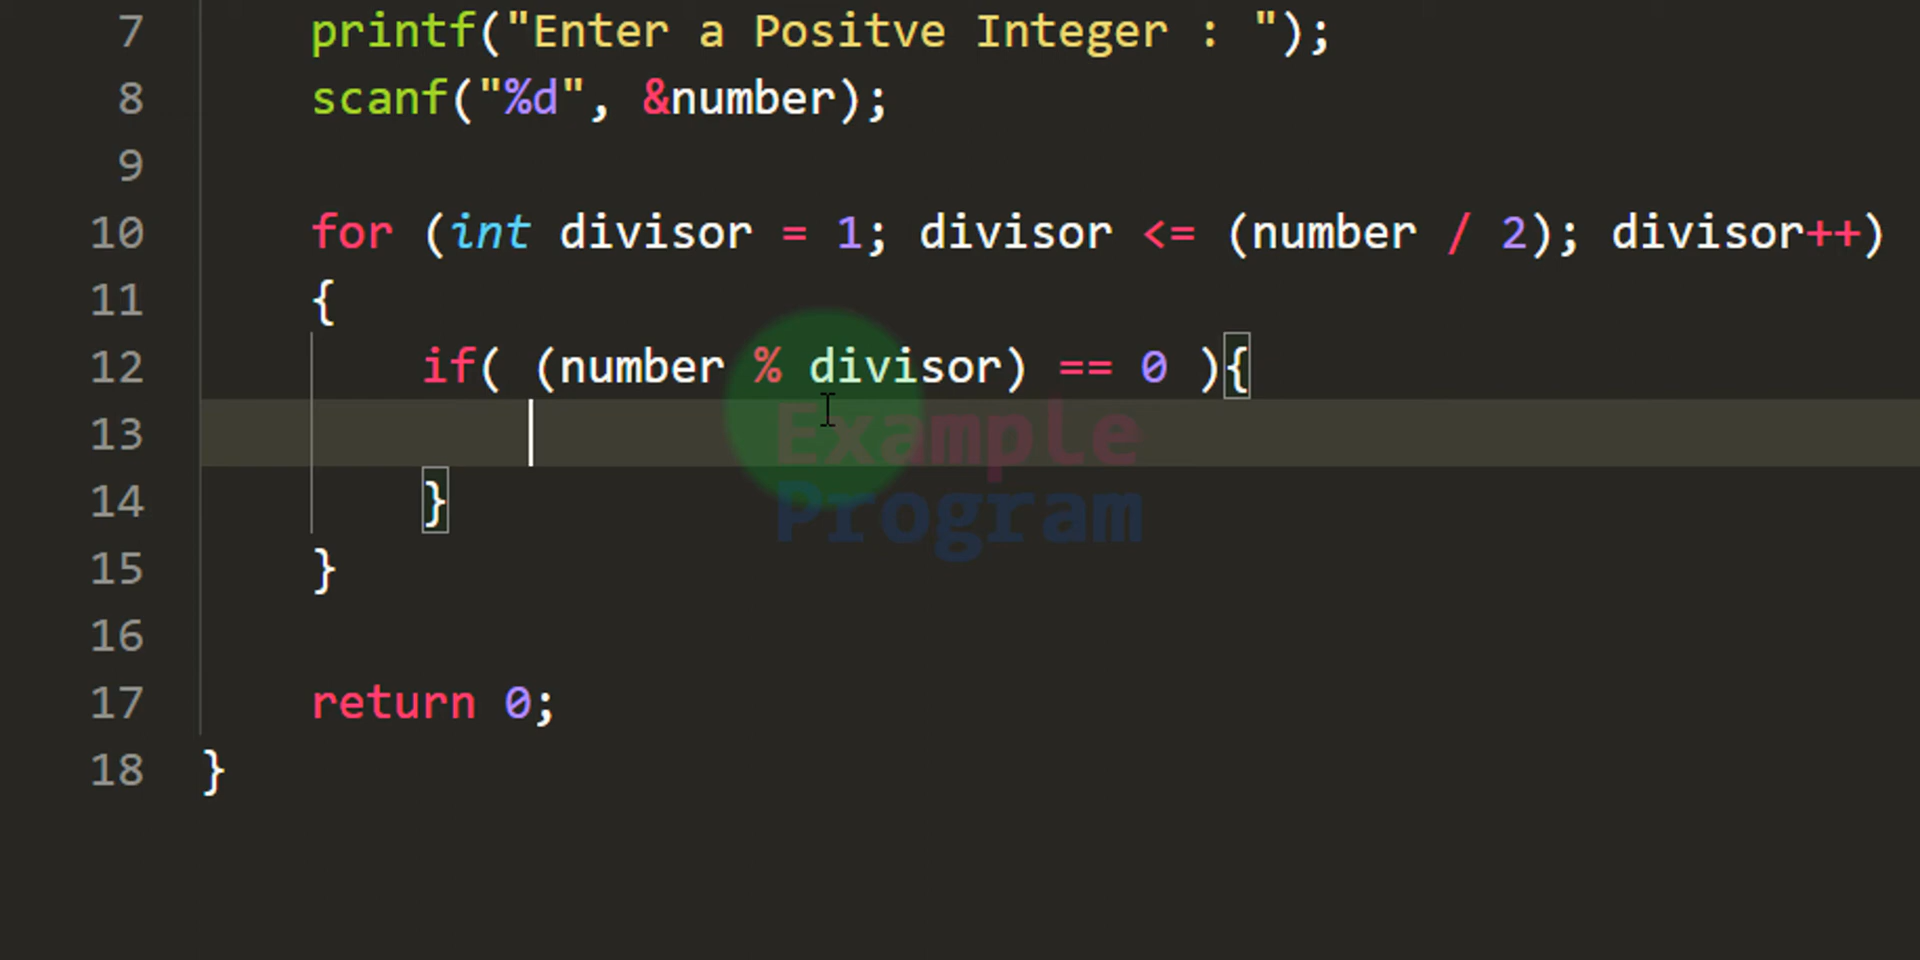 7 printf("Enter a Positve Integer : ");
8 scanf("%d", &number);
9
10 for (int divisor = 1; divisor <= (number / 2); divisor++)
11 {
12 if( (number % divisor) == 0 ){
13
Example
14 }
Program
15 }
16
17 return 0;
18 }